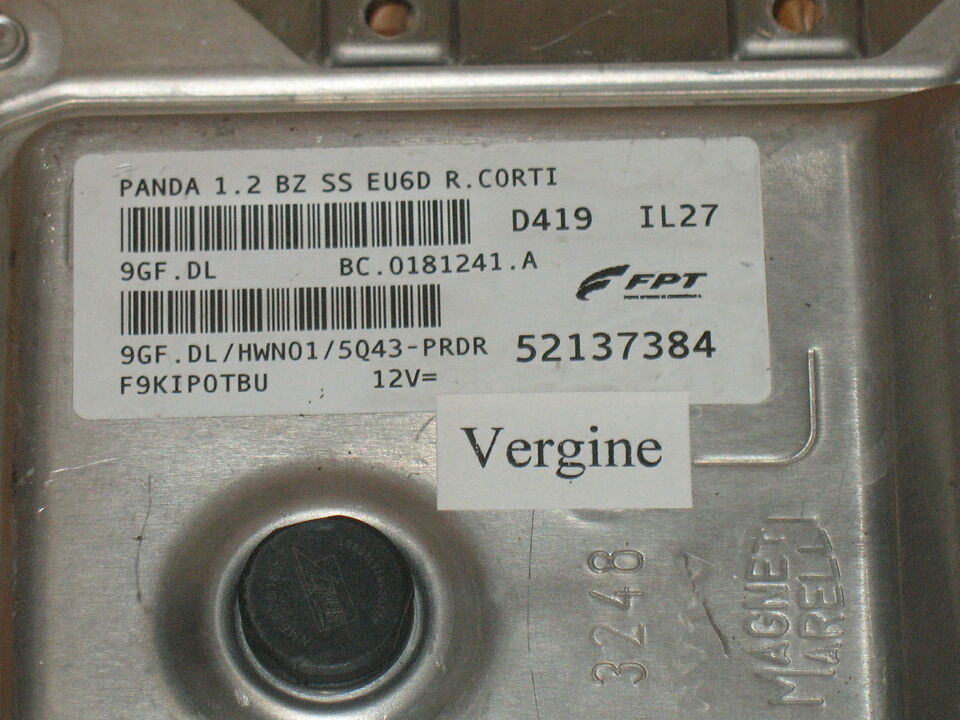 PANDA 1.2 BZ SS EU6D R.CORTI
D419 IL27
9GF.DL BC.0181241.A
FPT
9GF.DL/HWN01/5Q43-PRDR 52137384
F9KIP0TBU 12V=
Vergine
3248
MAGNETI
MARELLI